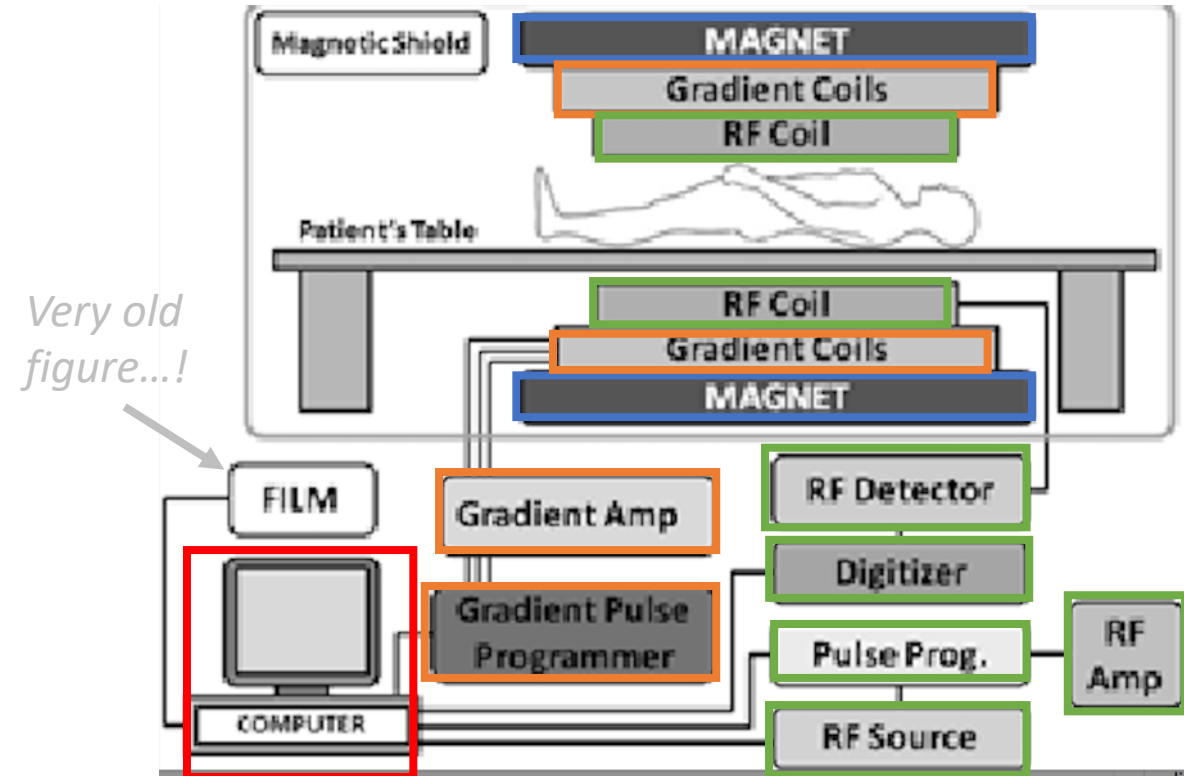 Magnetic Shield
MAGNET
Gradient Coils
RF Coil
Patient's Table
RF Coil
Gradient Coils
MAGNET
Very old
figure...!
FILM
Gradient Amp
RF Detector
Digitizer
Gradient Pulse
Programmer
Pulse Prog.
RF
Amp
COMPUTER
RF Source